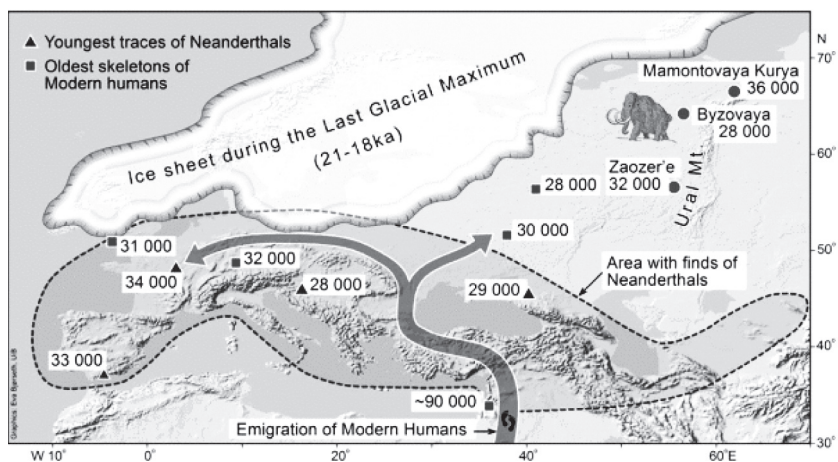 Youngest traces of Neanderthals
Oldest skeletons of
Modern humans
Ice sheet during the Last Glacial Maximum
(21-18ka)
N
70°
Mamontovaya Kurya
36 000
Byzovaya
28 000
60°
Zaozer'e
32 000
Ural Mt.
28 000
30 000
31 000
34 000
32 000
28 000
29 000
Area with finds of
Neanderthals
50°
40°
33 000
~90 000
Emigration of Modern Humans
30°
W 10°
0°
20°
40°
60°E
Graphics: Eva Bjørseth, UiB